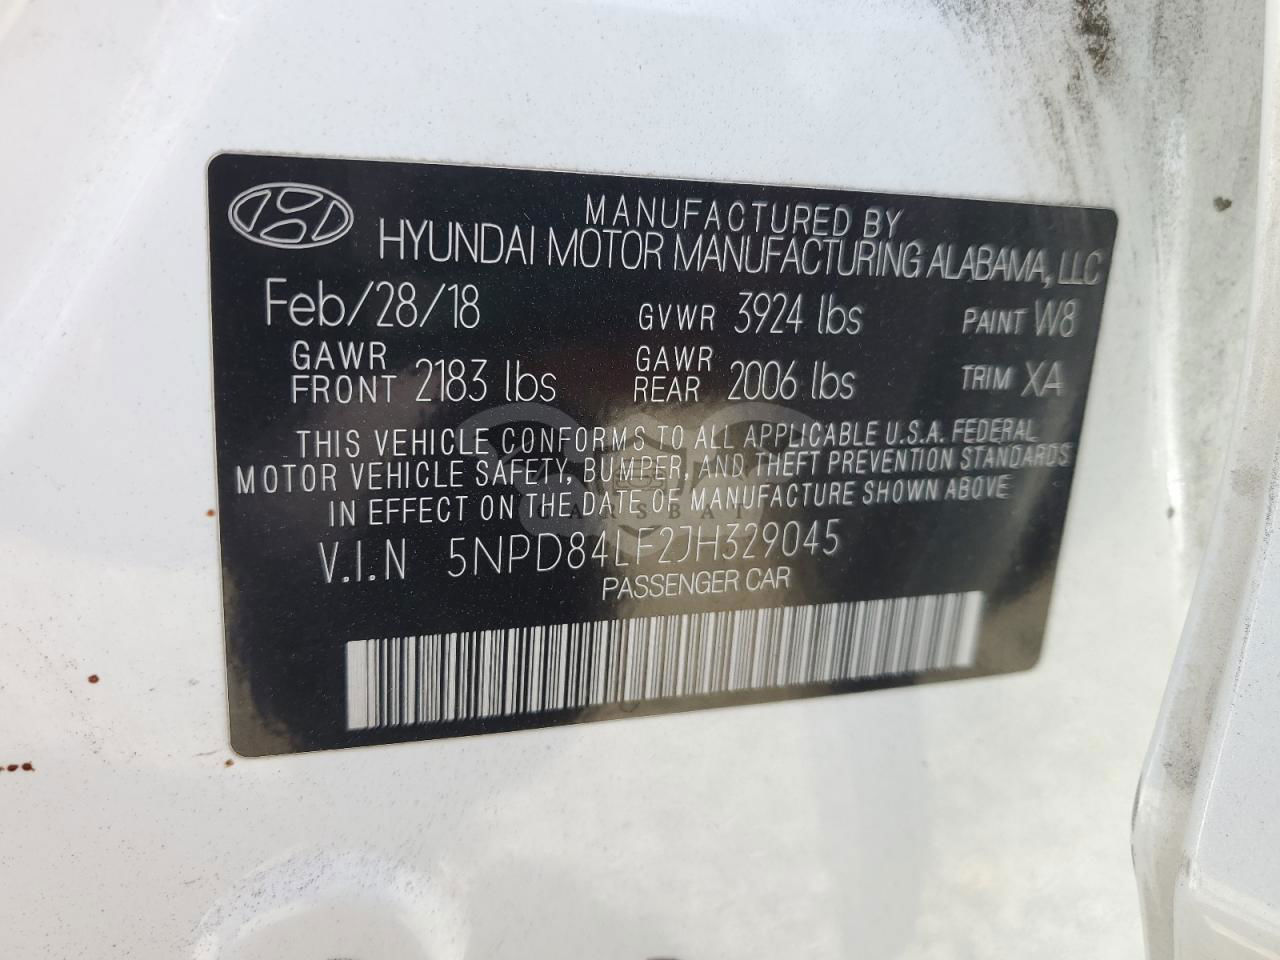 MANUFACTURED BY
HYUNDAI MOTOR MANUFACTURING ALABAMA, LLC
Feb/28/18 GVWR 3924 lbs PAINT W8
GAWR FRONT 2183 lbs GAWR REAR 2006 lbs TRIM XA
THIS VEHICLE CONFORMS TO ALL APPLICABLE U.S.A. FEDERAL
MOTOR VEHICLE SAFETY, BUMPER, AND THEFT PREVENTION STANDARDS
IN EFFECT ON THE DATE OF MANUFACTURE SHOWN ABOVE
CARSBAT
V.I.N 5NPD84LF2JH329045
PASSENGER CAR